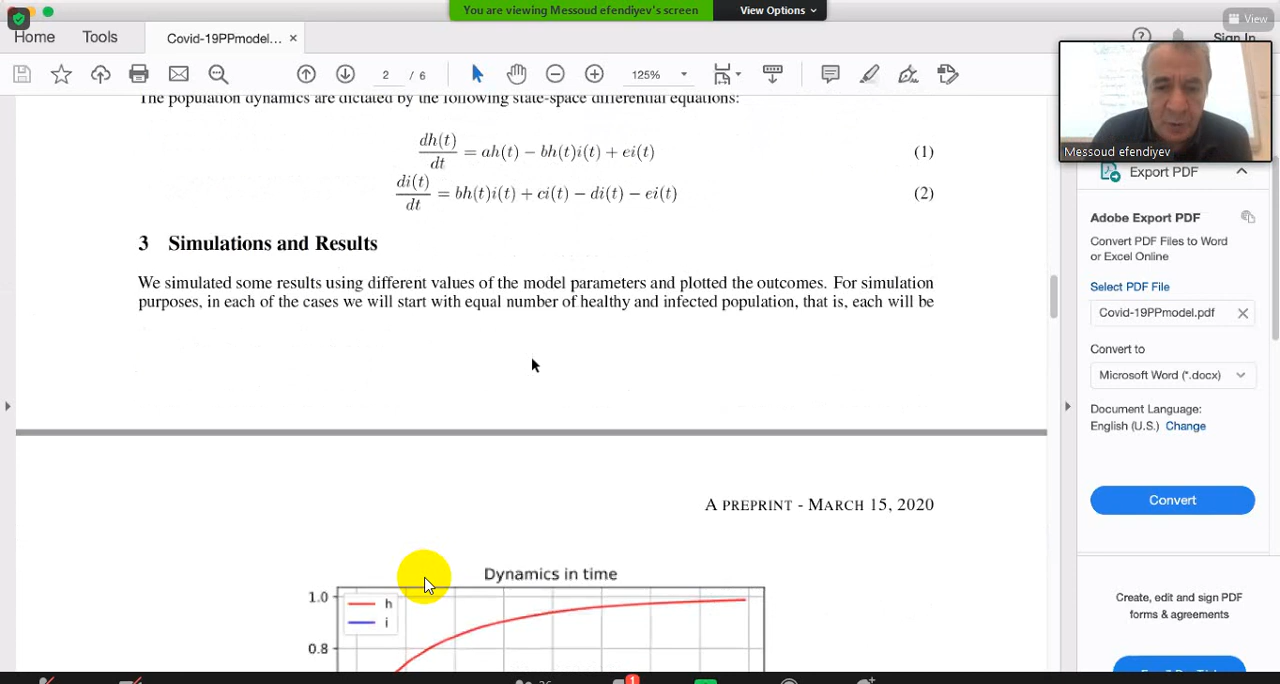 You are viewing Messoud efendiyev's screen
View Options
View
Home
Tools
Covid-19PPmodel...
×
Sign In
2 / 6
125%
Messoud efendiyev
The population dynamics are dictated by the following state-space differential equations:
dh(t)/dt = ah(t) − bh(t)i(t) + ei(t) (1)
di(t)/dt = bh(t)i(t) + ci(t) − di(t) − ei(t) (2)
3 Simulations and Results
We simulated some results using different values of the model parameters and plotted the outcomes. For simulation
purposes, in each of the cases we will start with equal number of healthy and infected population, that is, each will be
A PREPRINT - MARCH 15, 2020
Dynamics in time
1.0
h
i
0.8
Export PDF
Adobe Export PDF
Convert PDF Files to Word
or Excel Online
Select PDF File
Covid-19PPmodel.pdf
Convert to
Microsoft Word (*.docx)
Document Language:
English (U.S.) Change
Convert
Create, edit and sign PDF
forms & agreements
1